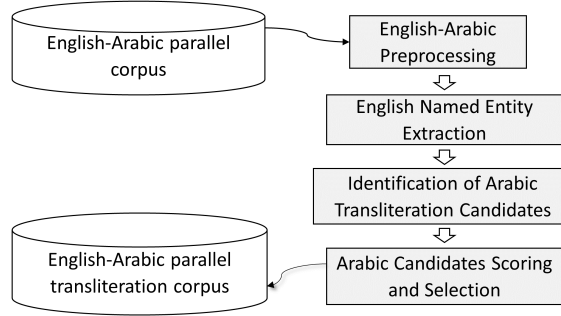 English-Arabic parallel
corpus
English-Arabic
Preprocessing
English Named Entity
Extraction
Identification of Arabic
Transliteration Candidates
Arabic Candidates Scoring
and Selection
English-Arabic parallel
transliteration corpus